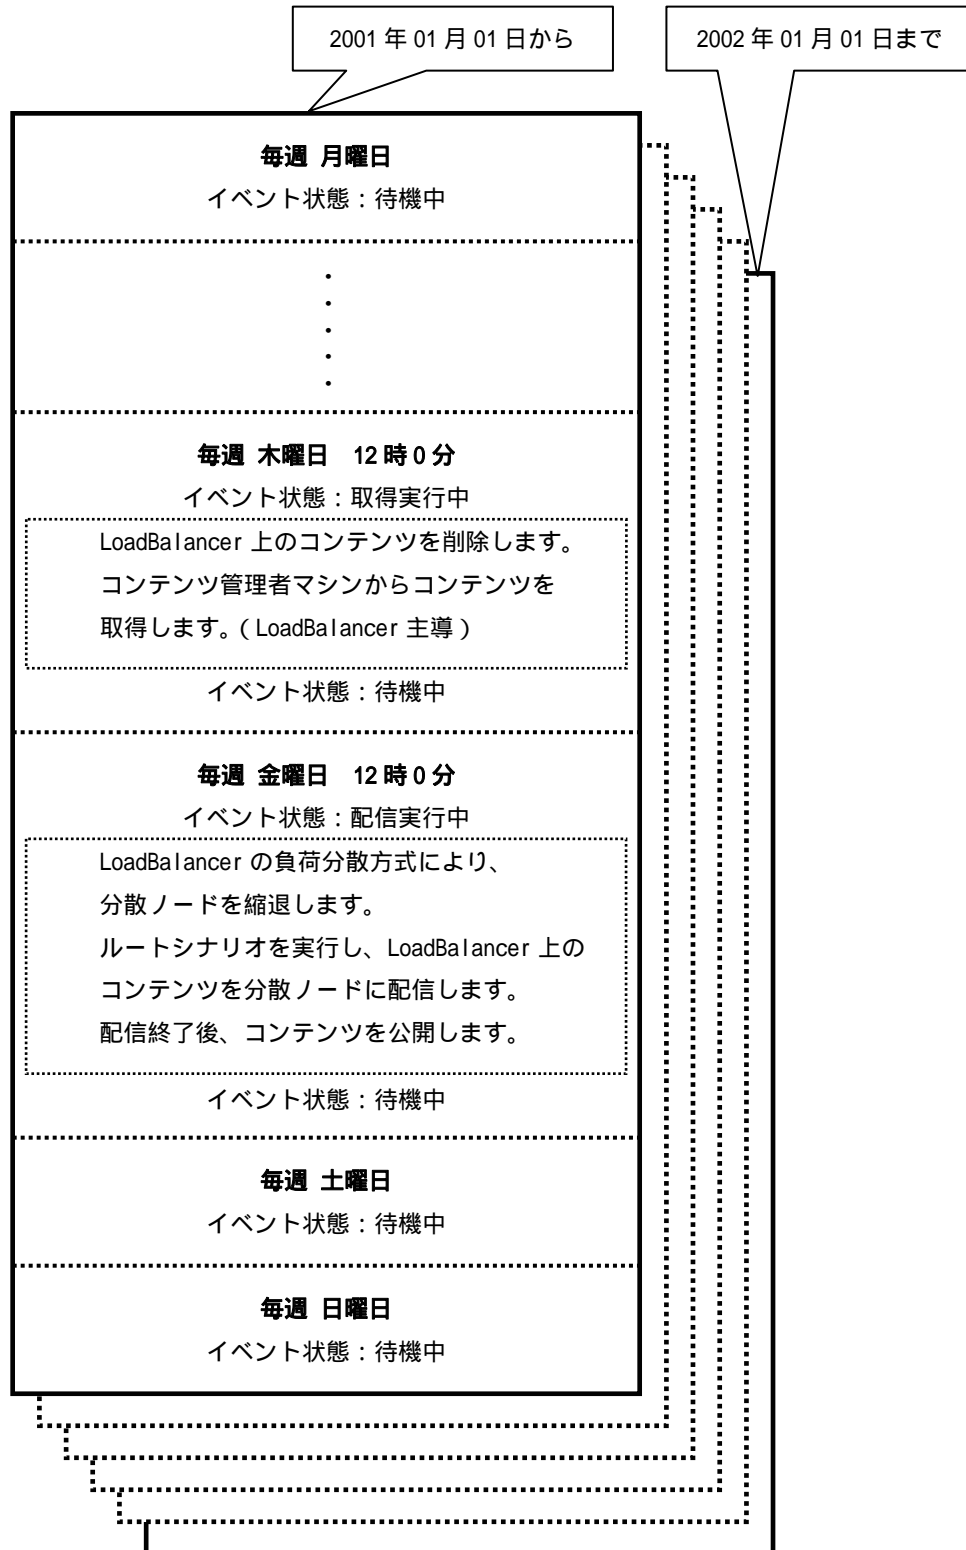 2001 年 01 月 01 日から
2002 年 01 月 01 日まで
毎週 月曜日
イベント状態：待機中
・
・
・
・
・
毎週 木曜日　12 時 0 分
イベント状態：取得実行中
LoadBalancer 上のコンテンツを削除します。
コンテンツ管理者マシンからコンテンツを
取得します。（LoadBalancer 主導）
イベント状態：待機中
毎週 金曜日　12 時 0 分
イベント状態：配信実行中
LoadBalancer の負荷分散方式により、
分散ノードを縮退します。
ルートシナリオを実行し、LoadBalancer 上の
コンテンツを分散ノードに配信します。
配信終了後、コンテンツを公開します。
イベント状態：待機中
毎週 土曜日
イベント状態：待機中
毎週 日曜日
イベント状態：待機中